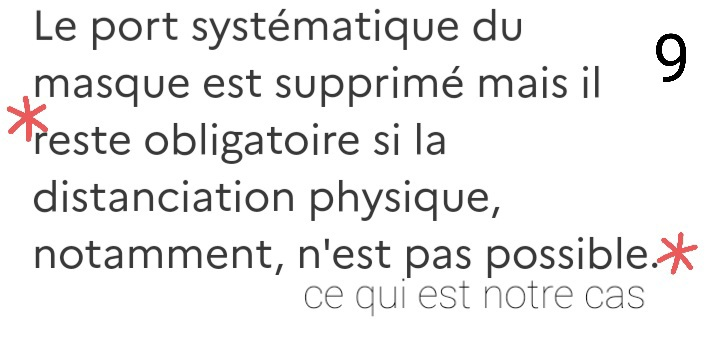 Le port systématique du
9
masque est supprimé mais il
*reste obligatoire si la
distanciation physique,
notamment, n'est pas possible.*
ce qui est notre cas